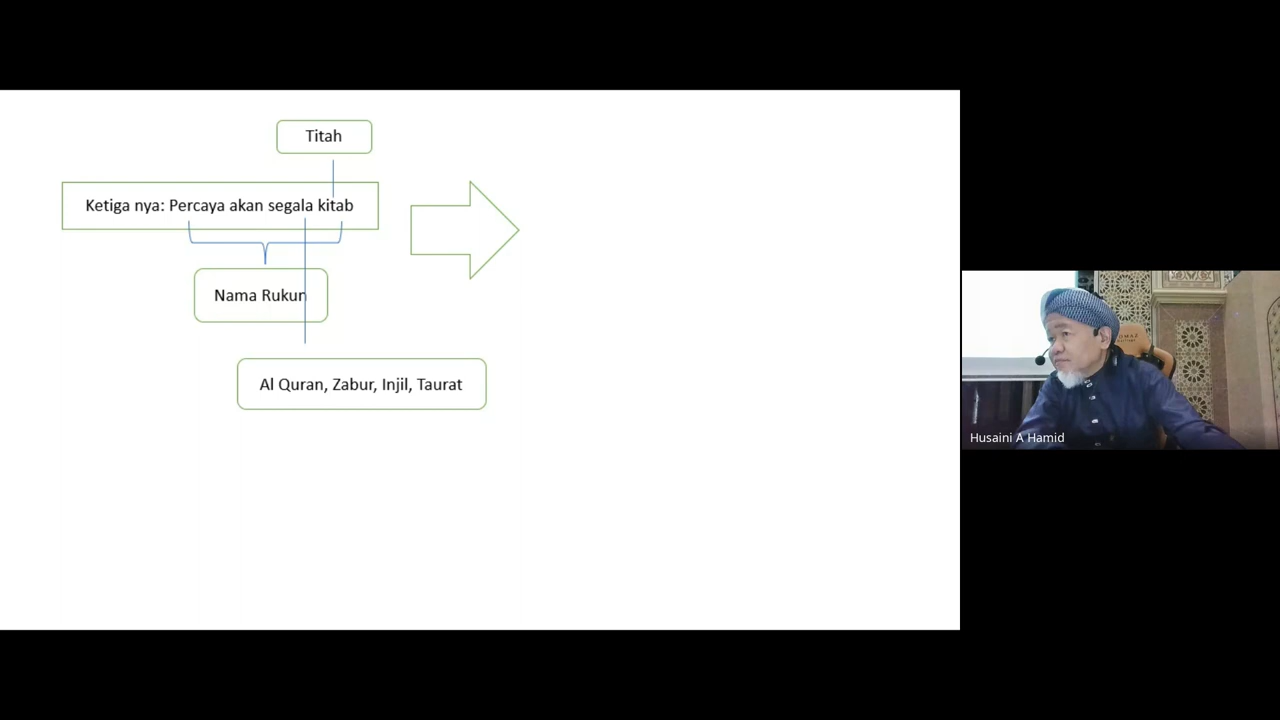 Titah
Ketiga nya: Percaya akan segala kitab
Nama Rukun
Al Quran, Zabur, Injil, Taurat
Husaini A Hamid